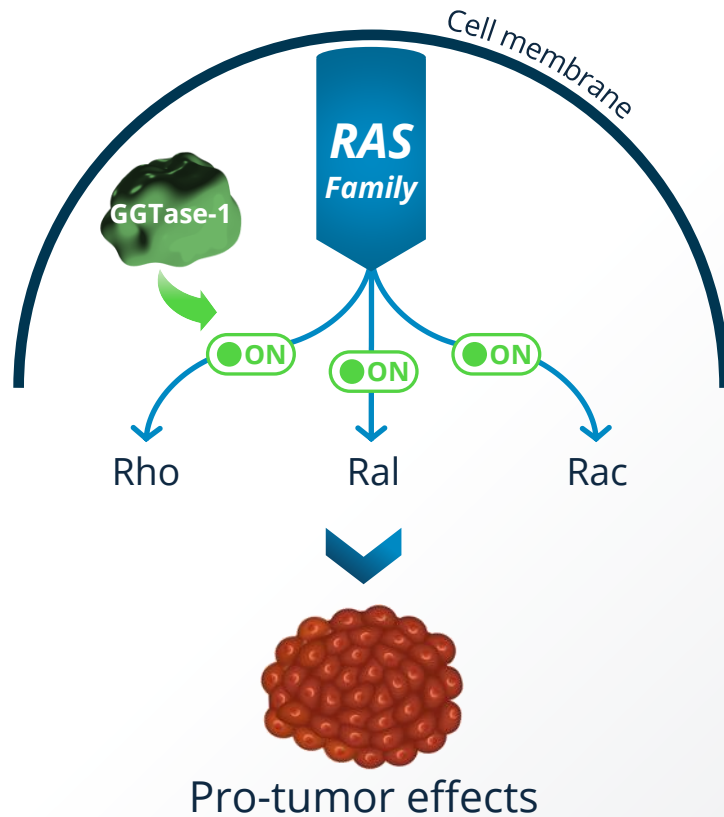 Cell membrane
RAS
Family
GGTase-1
ON
ON
ON
Rho
Ral
Rac
Pro-tumor effects